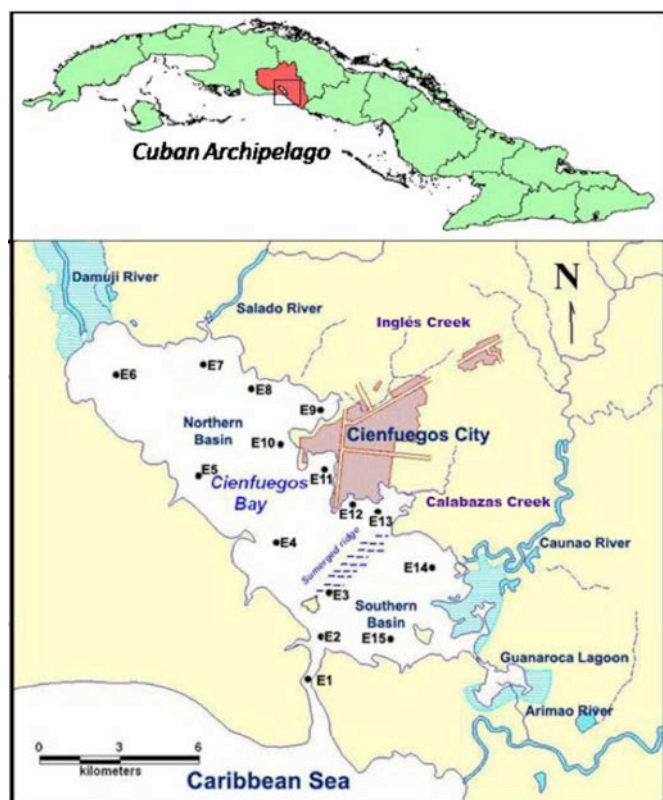 Cuban Archipelago
Damuji River
Salado River
N
Inglés Creek
E7
E6
E8
E9
Northern
Basin
E10
Cienfuegos City
E5
E11
Cienfuegos
Bay
E12
E13
Calabazas Creek
E4
Sumerged ridge
Caunao River
E14
E3
Southern
Basin
E2
E15
Guanaroca Lagoon
E1
Arimao River
0 3 6
kilometers
Caribbean Sea